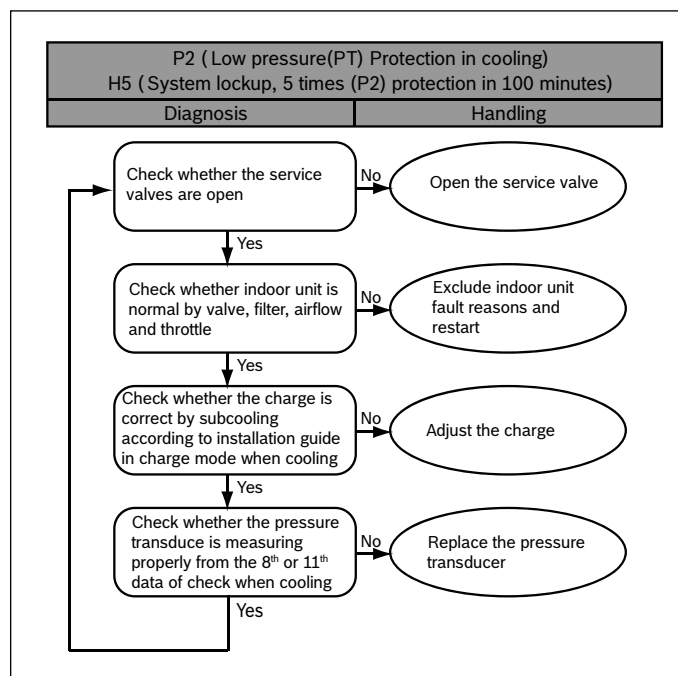 P2 ( Low pressure(PT) Protection in cooling)
H5 ( System lockup, 5 times (P2) protection in 100 minutes)
Diagnosis
Handling
Check whether the service
valves are open
No
Open the service valve
Yes
Check whether indoor unit is
normal by valve, filter, airflow
and throttle
No
Exclude indoor unit
fault reasons and
restart
Yes
Check whether the charge is
correct by subcooling
according to installation guide
in charge mode when cooling
No
Adjust the charge
Yes
Check whether the pressure
transduce is measuring
properly from the 8th or 11th
data of check when cooling
No
Replace the pressure
transducer
Yes